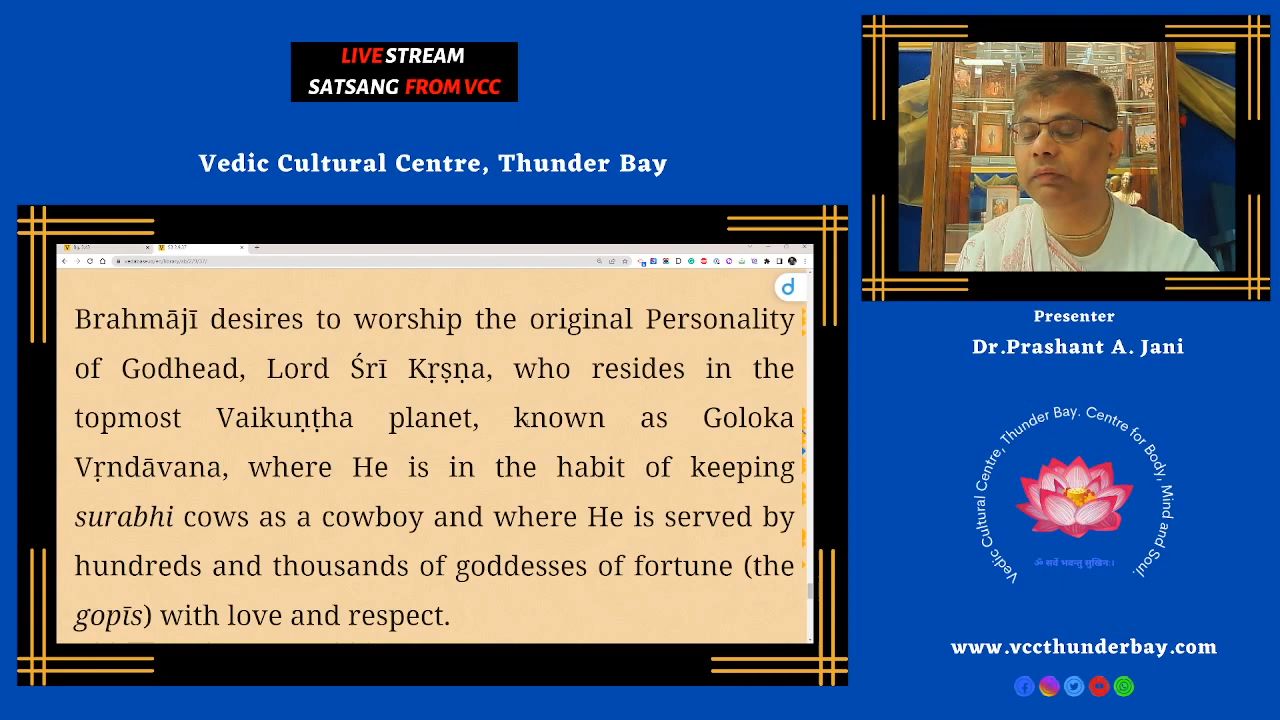 LIVE STREAM
SATSANG FROM VCC
Vedic Cultural Centre, Thunder Bay
Brahmājī desires to worship the original Personality
of Godhead, Lord Śrī Kṛṣṇa, who resides in the
topmost Vaikuṇṭha planet, known as Goloka
Vṛndāvana, where He is in the habit of keeping
surabhi cows as a cowboy and where He is served by
hundreds and thousands of goddesses of fortune (the
gopīs) with love and respect.
Presenter
Dr.Prashant A. Jani
Vedic Cultural Centre, Thunder Bay. Centre for Body, Mind and Soul.
ॐ सर्वे भवन्तु सुखिनः।
www.vccthunderbay.com